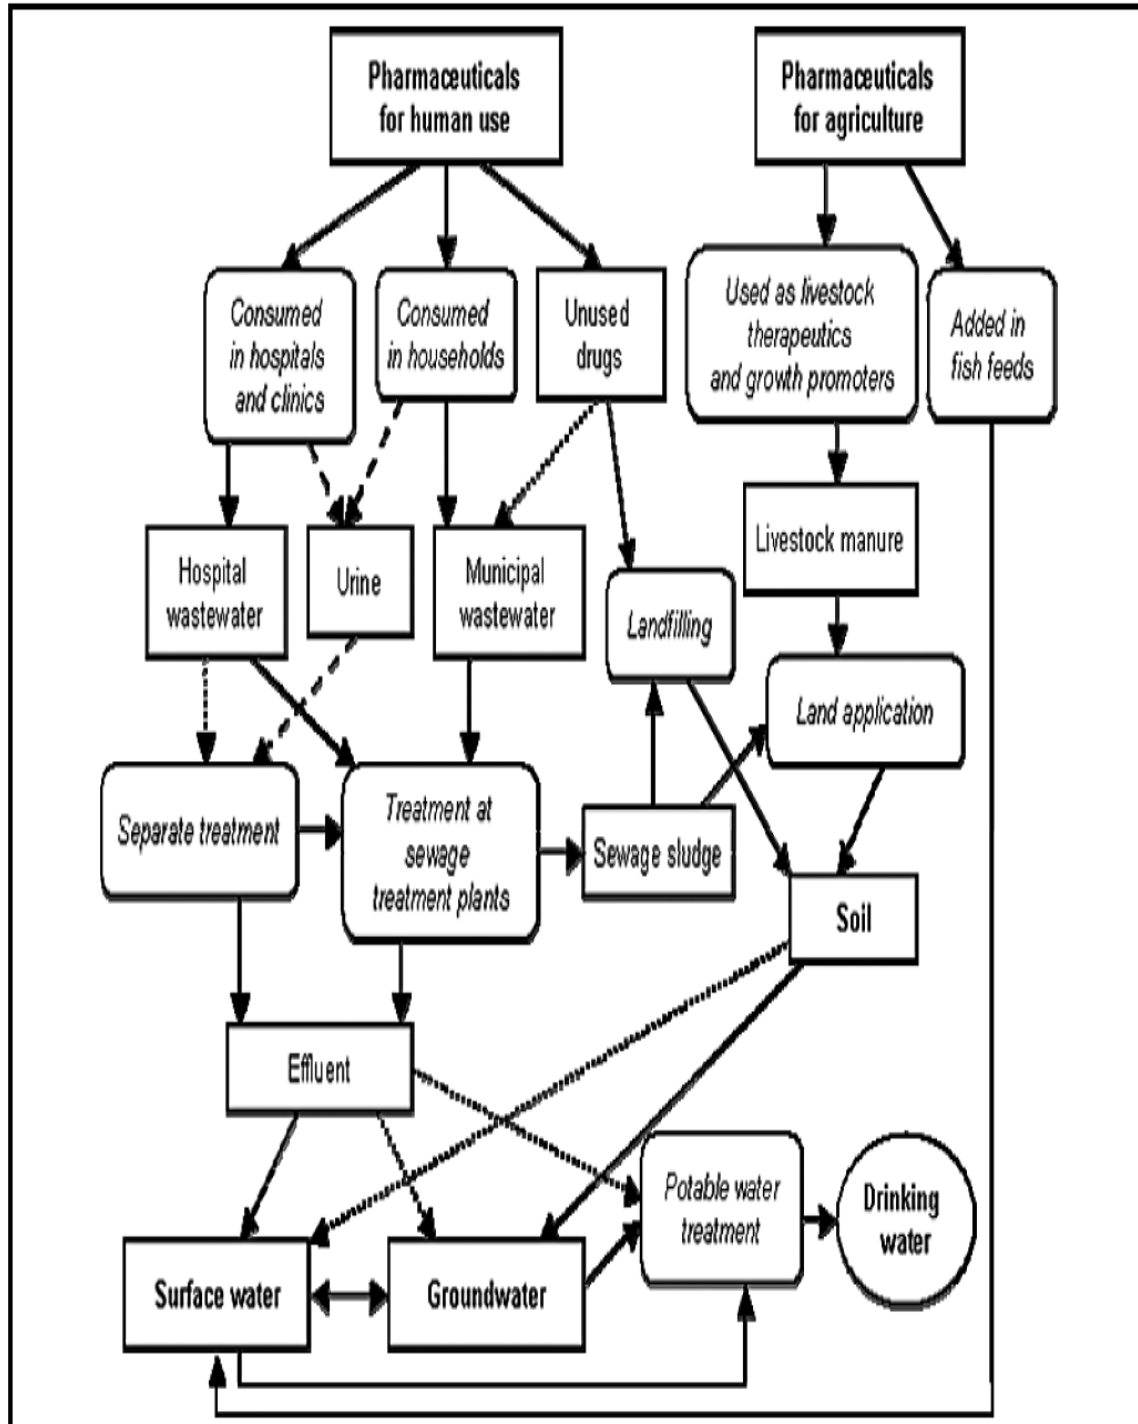 Pharmaceuticals
for human use
Pharmaceuticals
for agriculture
Consumed
in hospitals
and clinics
Consumed
in households
Unused
drugs
Used as livestock
therapeutics
and growth promoters
Added in
fish feeds
Hospital
wastewater
Urine
Municipal
wastewater
Landfilling
Livestock manure
Land application
Separate treatment
Treatment at
sewage
treatment plants
Sewage sludge
Soil
Effluent
Potable water
treatment
Drinking
water
Surface water
Groundwater